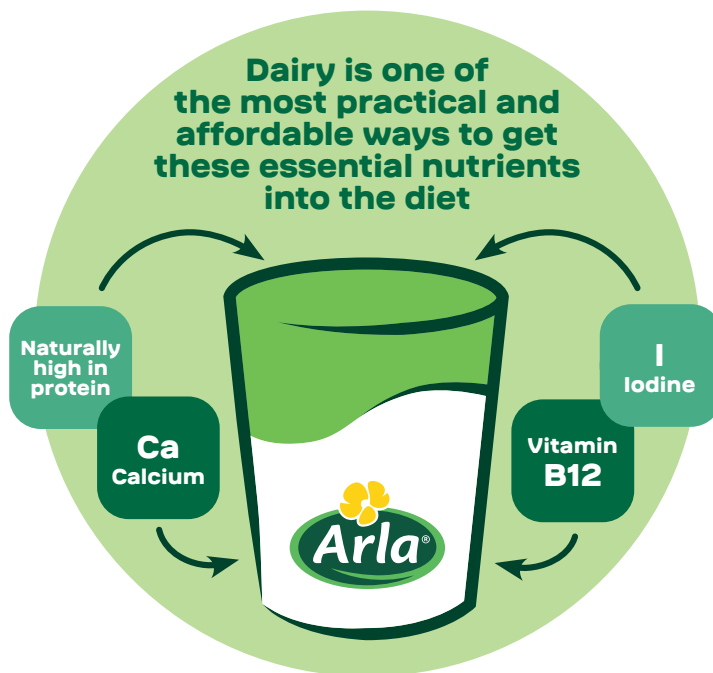 Dairy is one of
the most practical and
affordable ways to get
these essential nutrients
into the diet
Naturally
high in
protein
Ca
Calcium
I
Iodine
Vitamin
B12
Arla®